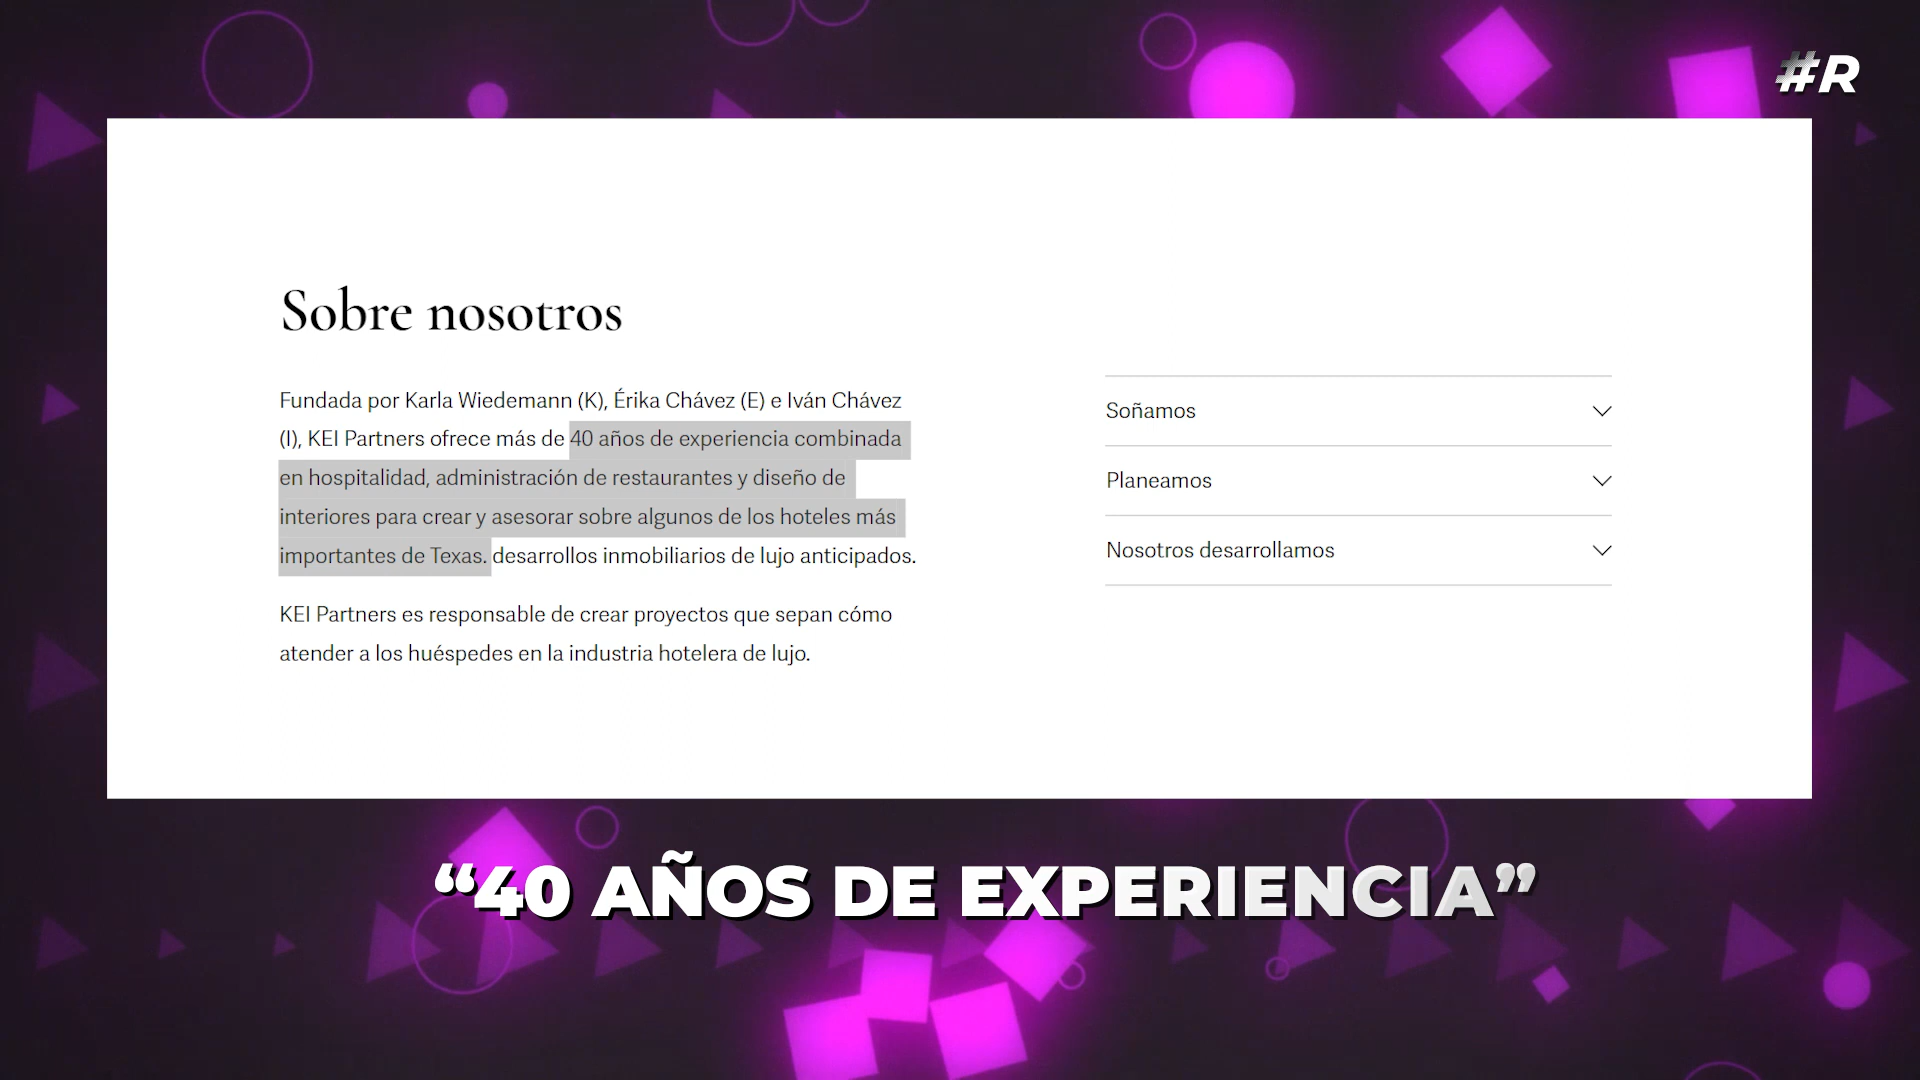 #R
Sobre nosotros
Fundada por Karla Wiedemann (K), Érika Chávez (E) e Iván Chávez
(I), KEI Partners ofrece más de 40 años de experiencia combinada
en hospitalidad, administración de restaurantes y diseño de
interiores para crear y asesorar sobre algunos de los hoteles más
importantes de Texas. desarrollos inmobiliarios de lujo anticipados.
KEI Partners es responsable de crear proyectos que sepan cómo
atender a los huéspedes en la industria hotelera de lujo.
Soñamos
Planeamos
Nosotros desarrollamos
“40 AÑOS DE EXPERIENCIA”